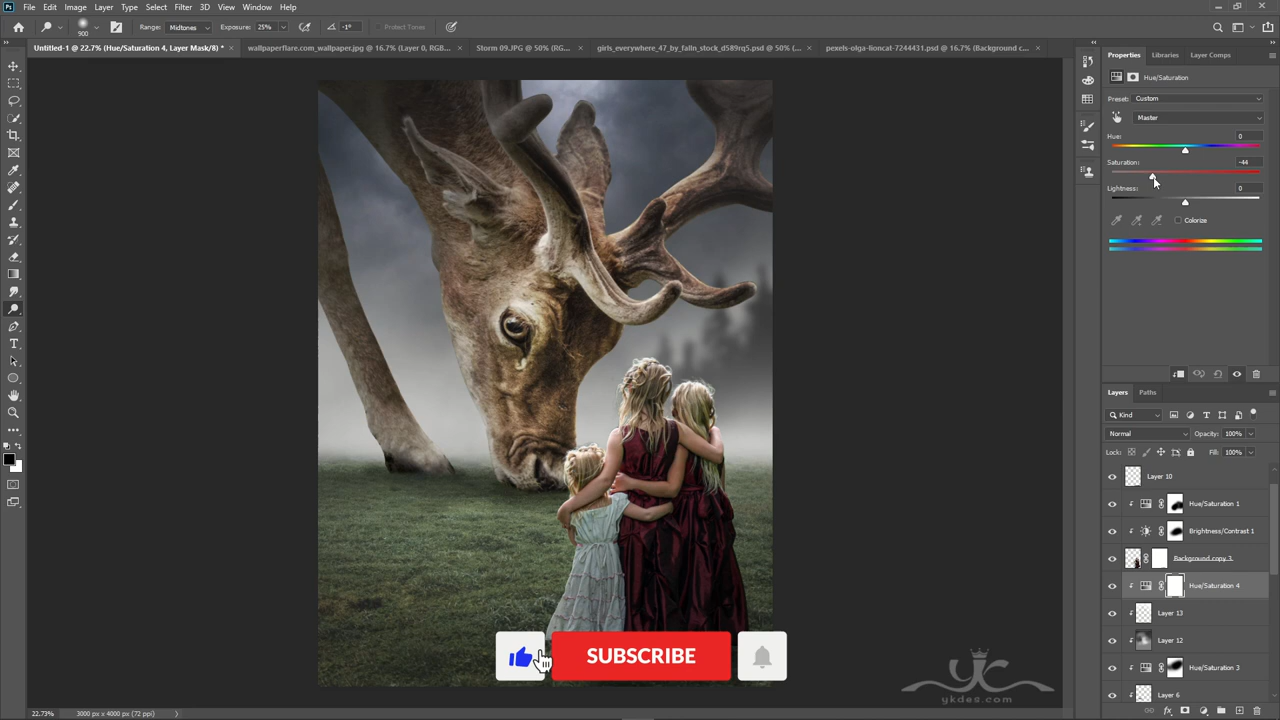 File Edit Image Layer Type Select Filter 3D View Window Help
900 Range: Midtones Exposure: 25% -1° Protect Tones
Untitled-1 @ 22.7% (Hue/Saturation 4, Layer Mask/8) * ×
wallpaperflare.com_wallpaper.jpg @ 16.7% (Layer 0, RGB... ×
Storm 09.JPG @ 50% (RG... ×
girls_everywhere_47_by_falln_stock_d589rq5.psd @ 50% (... ×
pexels-olga-lioncat-7244431.psd @ 16.7% (Background c... ×
Properties Libraries Layer Comps
Hue/Saturation
Preset: Custom
Master
Hue: 0
Saturation: -44
Lightness: 0
Colorize
Layers Paths
Kind
Normal Opacity: 100%
Lock: Fill: 100%
Layer 10
Hue/Saturation 1
Brightness/Contrast 1
Background copy 3
Hue/Saturation 4
Layer 13
Layer 12
Hue/Saturation 3
Layer 6
SUBSCRIBE
yc
ykdes.com
22.73% 3000 px x 4000 px (72 ppi)